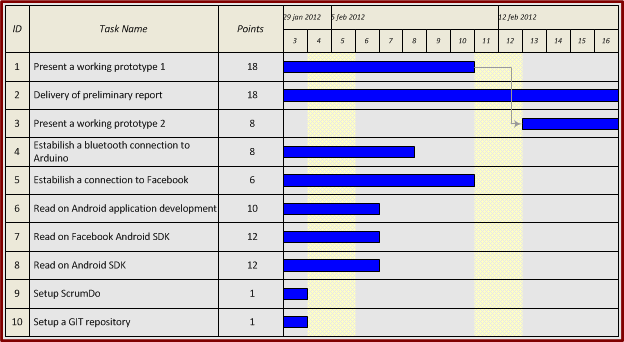 ID Task Name Points 29 jan 2012 5 feb 2012 12 feb 2012
3 4 5 6 7 8 9 10 11 12 13 14 15 16
1 Present a working prototype 1 18
2 Delivery of preliminary report 18
3 Present a working prototype 2 8
4 Estabilish a bluetooth connection to
Arduino 8
5 Estabilish a connection to Facebook 6
6 Read on Android application development 10
7 Read on Facebook Android SDK 12
8 Read on Android SDK 12
9 Setup ScrumDo 1
10 Setup a GIT repository 1